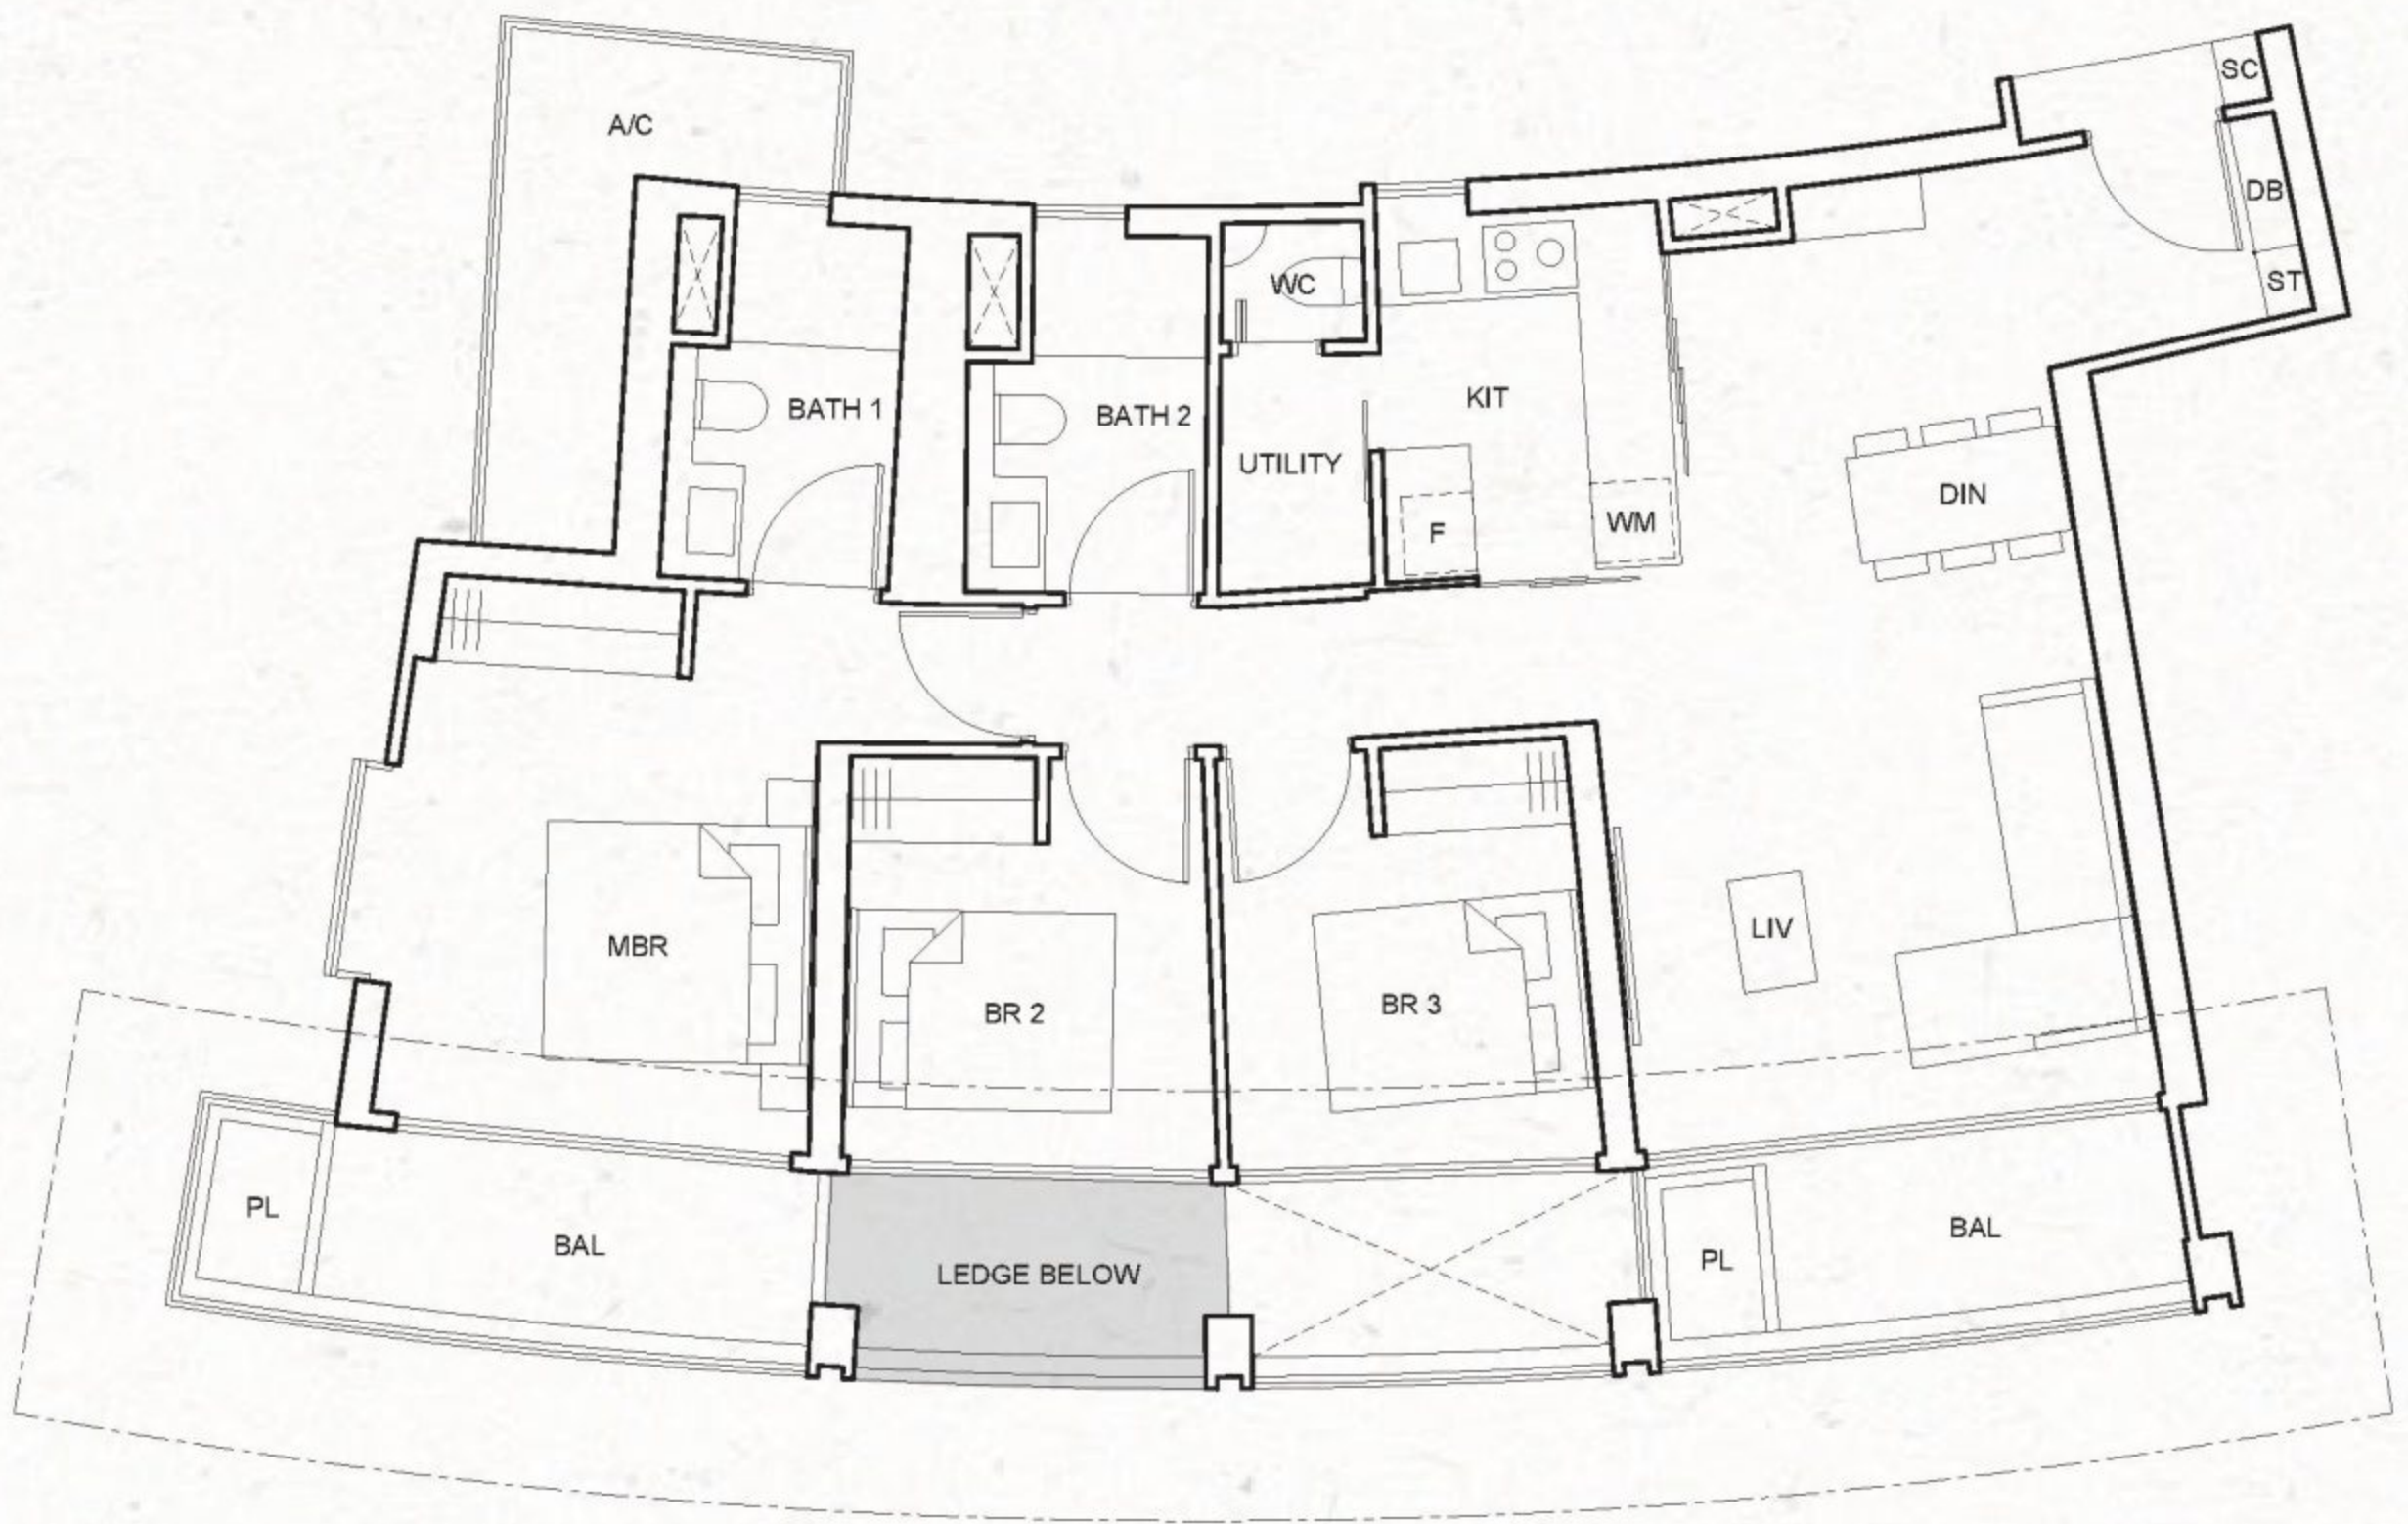 SC
A/C
DB
ST
WC
KIT
BATH 1
BATH 2
UTILITY
DIN
F
WM
LIV
MBR
BR 2
BR 3
PL
BAL
LEDGE BELOW
PL
BAL